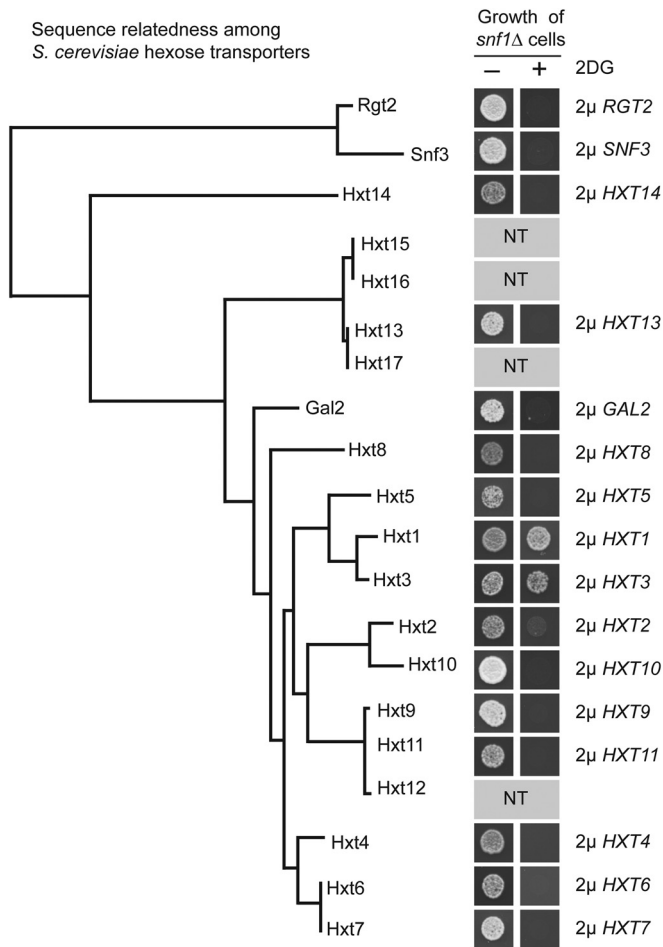 Sequence relatedness among
S. cerevisiae hexose transporters
Growth of
snf1Δ cells
− + 2DG
Rgt2 2μ RGT2
Snf3 2μ SNF3
Hxt14 2μ HXT14
Hxt15 NT
Hxt16 NT
Hxt13 2μ HXT13
Hxt17 NT
Gal2 2μ GAL2
Hxt8 2μ HXT8
Hxt5 2μ HXT5
Hxt1 2μ HXT1
Hxt3 2μ HXT3
Hxt2 2μ HXT2
Hxt10 2μ HXT10
Hxt9 2μ HXT9
Hxt11 2μ HXT11
Hxt12 NT
Hxt4 2μ HXT4
Hxt6 2μ HXT6
Hxt7 2μ HXT7